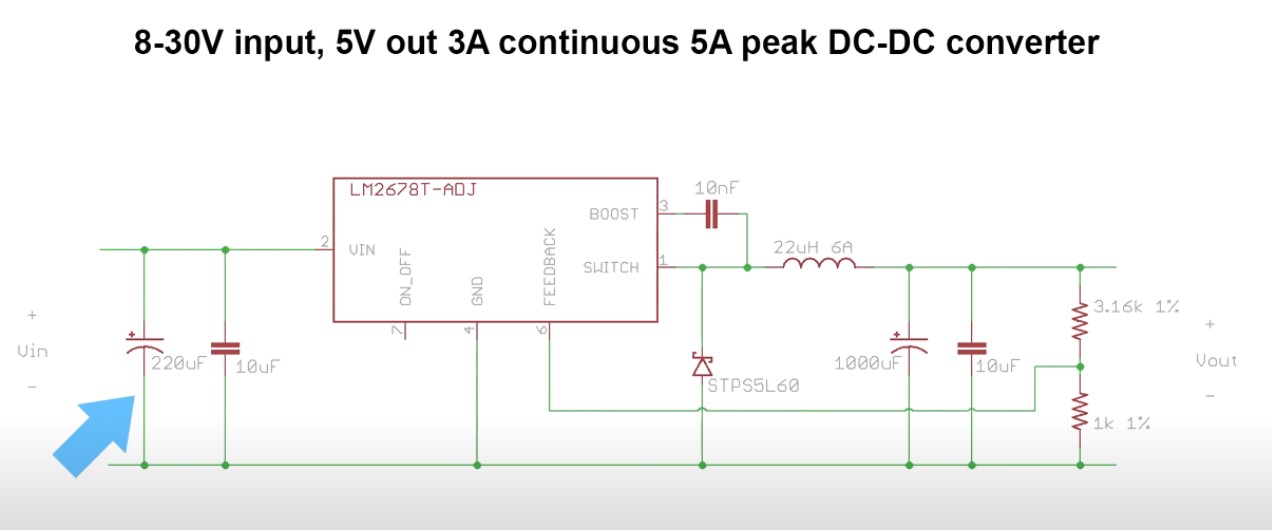 8-30V input, 5V out 3A continuous 5A peak DC-DC converter
LM2678T-ADJ
10nF
BOOST
3
2
VIN
ON_OFF
GND
FEEDBACK
SWITCH
1
22uH 6A
7
4
6
+
Vin
-
+
220uF
10uF
STPS5L60
+
1000uF
10uF
3.16k 1%
1k 1%
+
Vout
-